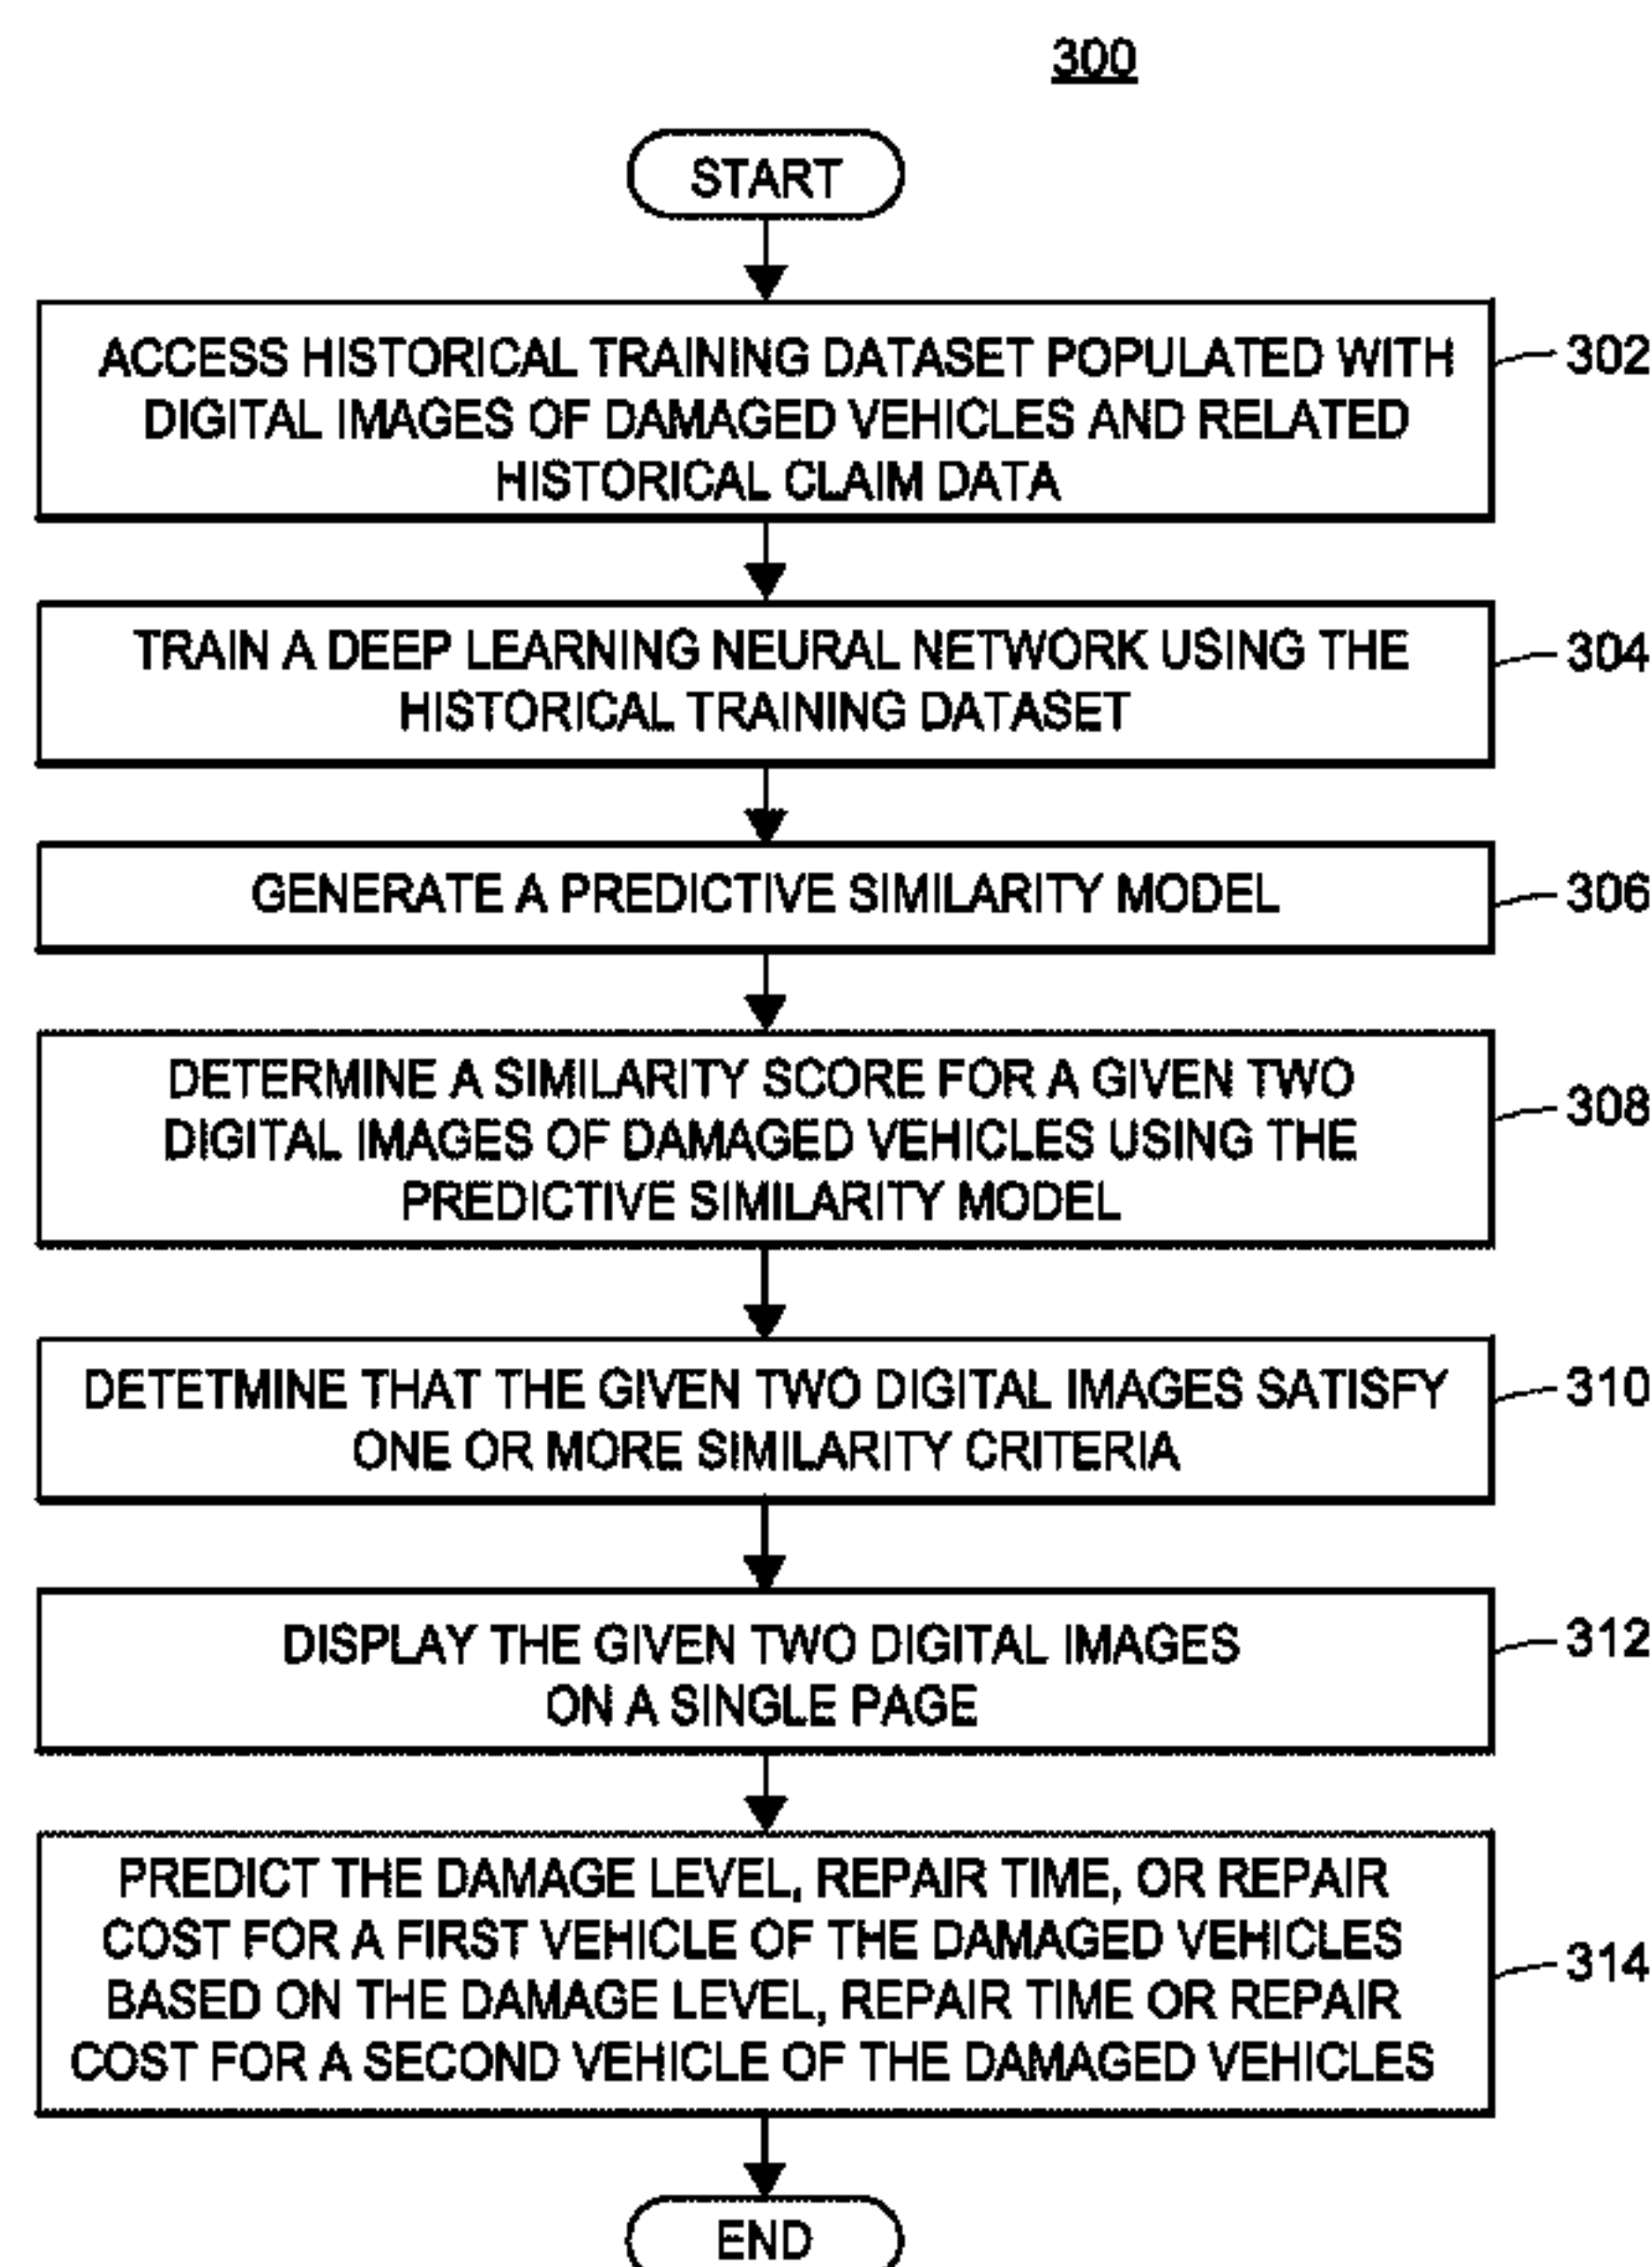 300
START
ACCESS HISTORICAL TRAINING DATASET POPULATED WITH
DIGITAL IMAGES OF DAMAGED VEHICLES AND RELATED
HISTORICAL CLAIM DATA
302
TRAIN A DEEP LEARNING NEURAL NETWORK USING THE
HISTORICAL TRAINING DATASET
304
GENERATE A PREDICTIVE SIMILARITY MODEL
306
DETERMINE A SIMILARITY SCORE FOR A GIVEN TWO
DIGITAL IMAGES OF DAMAGED VEHICLES USING THE
PREDICTIVE SIMILARITY MODEL
308
DETETMINE THAT THE GIVEN TWO DIGITAL IMAGES SATISFY
ONE OR MORE SIMILARITY CRITERIA
310
DISPLAY THE GIVEN TWO DIGITAL IMAGES
ON A SINGLE PAGE
312
PREDICT THE DAMAGE LEVEL, REPAIR TIME, OR REPAIR
COST FOR A FIRST VEHICLE OF THE DAMAGED VEHICLES
BASED ON THE DAMAGE LEVEL, REPAIR TIME OR REPAIR
COST FOR A SECOND VEHICLE OF THE DAMAGED VEHICLES
314
END